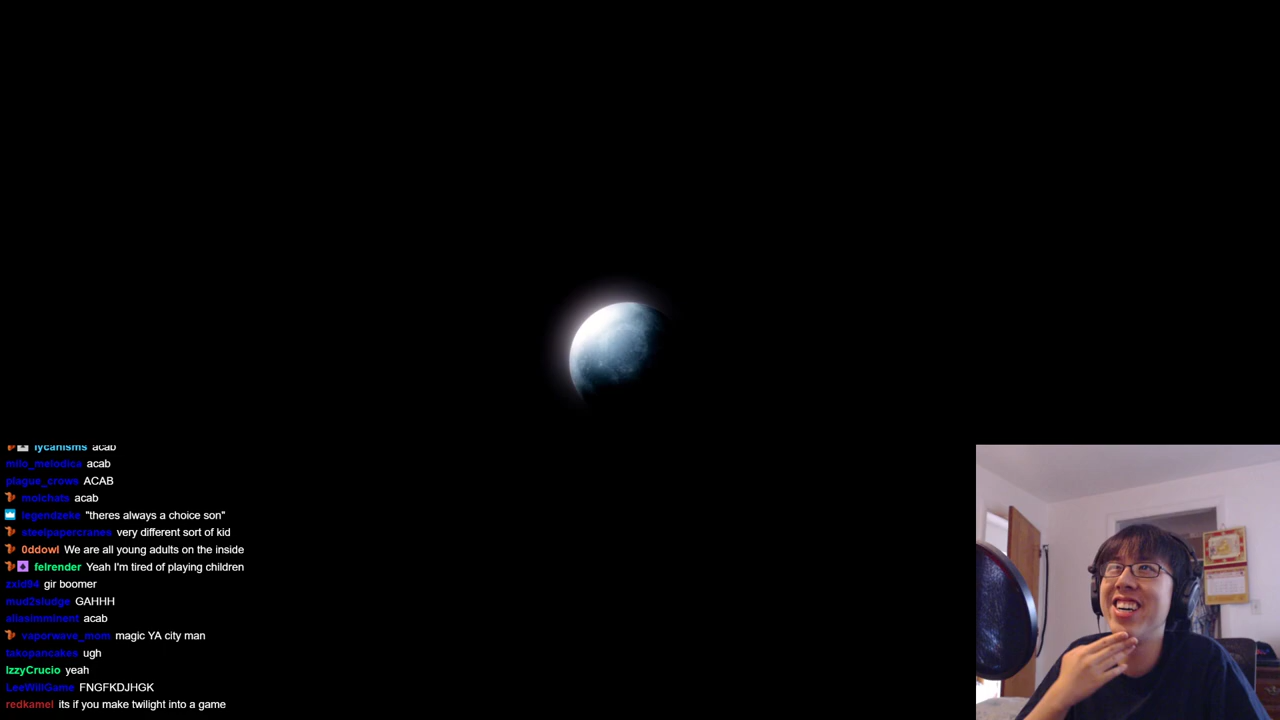 lycanisms acab
milo_melodica acab
plague_crows ACAB
molchats acab
legendzeke "theres always a choice son"
steelpapercranes very different sort of kid
0ddowl We are all young adults on the inside
felrender Yeah I'm tired of playing children
zxid94 gir boomer
mud2sludge GAHHH
aliasimminent acab
vaporwave_mom magic YA city man
takopancakes ugh
IzzyCrucio yeah
LeeWillGame FNGFKDJHGK
redkamel its if you make twilight into a game